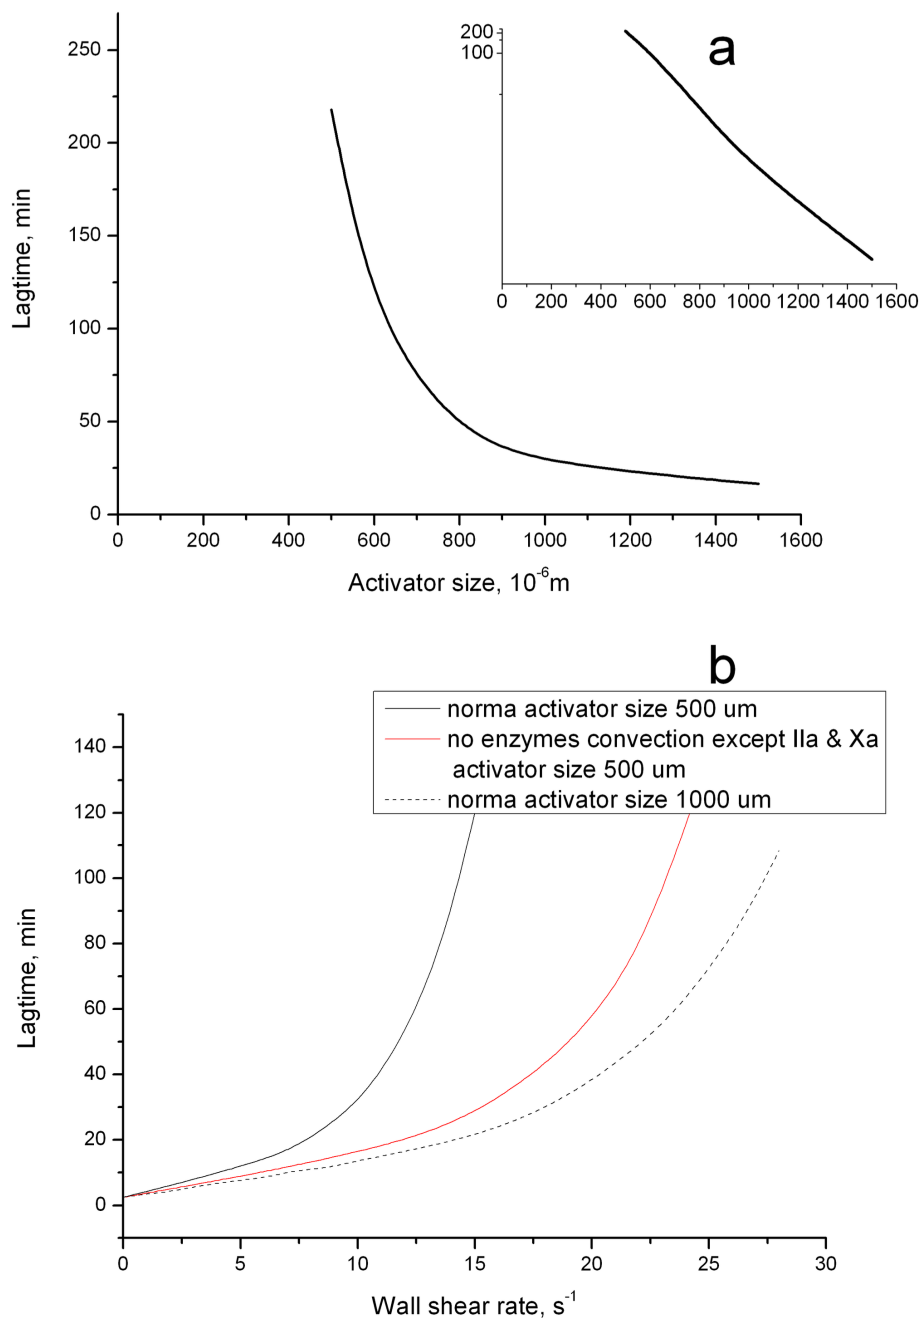 a
250
200
150
100
50
0
Lagtime, min
0 200 400 600 800 1000 1200 1400 1600
Activator size, 10⁻⁶m
200
100
0 200 400 600 800 1000 1200 1400 1600
b
norma activator size 500 um
no enzymes convection except IIa & Xa
activator size 500 um
norma activator size 1000 um
140
120
100
80
60
40
20
0
Lagtime, min
0 5 10 15 20 25 30
Wall shear rate, s⁻¹